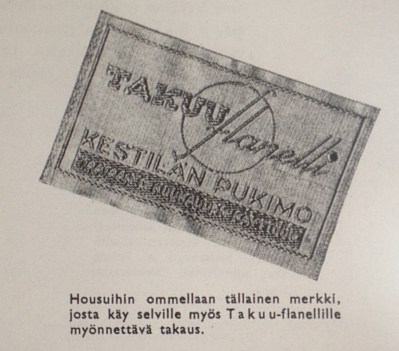 TAKUU
flanelli
KESTILÄN PUKIMO
Housuihin ommellaan tällainen merkki,
josta käy selville myös Takuu-flanellille
myönnettävä takaus.